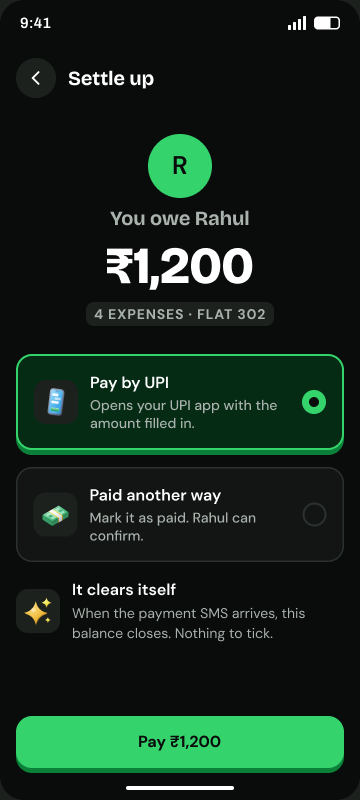 9:41
Settle up
R
You owe Rahul
₹1,200
4 EXPENSES · FLAT 302
Pay by UPI
Opens your UPI app with the
amount filled in.
Paid another way
Mark it as paid. Rahul can
confirm.
It clears itself
When the payment SMS arrives, this
balance closes. Nothing to tick.
Pay ₹1,200